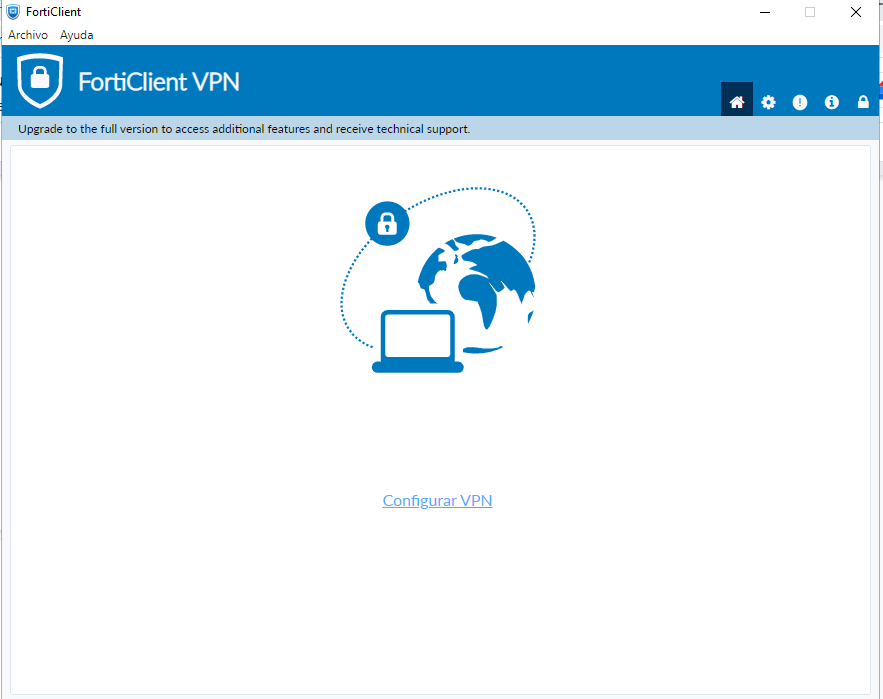 FortiClient
Archivo Ayuda
FortiClient VPN
Upgrade to the full version to access additional features and receive technical support.
Configurar VPN